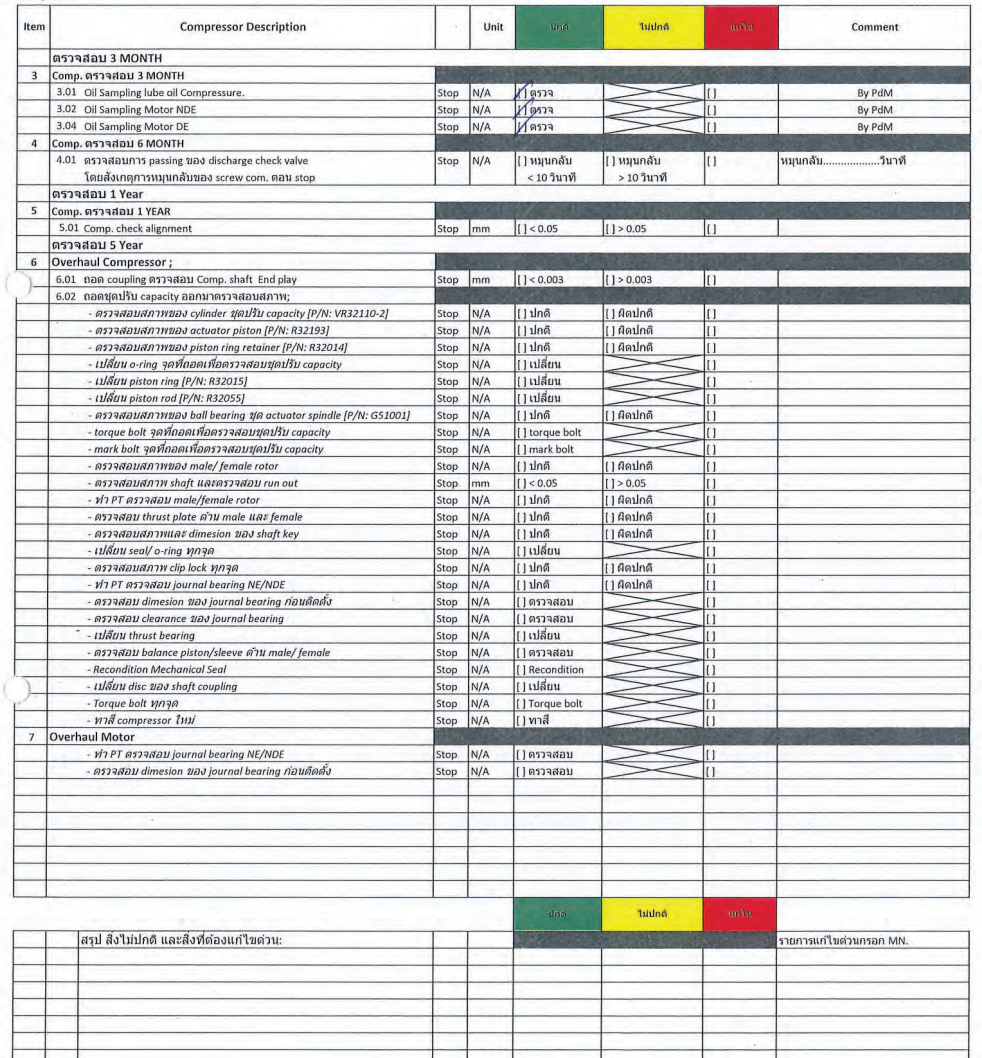 Item Compressor Description Unit ปกติ ไม่ปกติ แก้ไข Comment
ตรวจสอบ 3 MONTH
3 Comp. ตรวจสอบ 3 MONTH
3.01 Oil Sampling lube oil Compressure. Stop N/A [ ] ตรวจ [ ] By PdM
3.02 Oil Sampling Motor NDE Stop N/A [ ] ตรวจ [ ] By PdM
3.04 Oil Sampling Motor DE Stop N/A [ ] ตรวจ [ ] By PdM
4 Comp. ตรวจสอบ 6 MONTH
4.01 ตรวจสอบการ passing ของ discharge check valve Stop N/A [ ] หมุนกลับ [ ] หมุนกลับ [ ] หมุนกลับ...................วินาที
โดยสังเกตุการหมุนกลับของ screw com. ตอน stop < 10 วินาที > 10 วินาที
ตรวจสอบ 1 Year
5 Comp. ตรวจสอบ 1 YEAR
5.01 Comp. check alignment Stop mm [ ] < 0.05 [ ] > 0.05 [ ]
ตรวจสอบ 5 Year
6 Overhaul Compressor ;
6.01 ถอด coupling ตรวจสอบ Comp. shaft End play Stop mm [ ] < 0.003 [ ] > 0.003 [ ]
6.02 ถอดชุดปรับ capacity ออกมาตรวจสอบสภาพ;
- ตรวจสอบสภาพของ cylinder ชุดปรับ capacity [P/N: VR32110-2] Stop N/A [ ] ปกติ [ ] ผิดปกติ [ ]
- ตรวจสอบสภาพของ actuator piston [P/N: R32193] Stop N/A [ ] ปกติ [ ] ผิดปกติ [ ]
- ตรวจสอบสภาพของ piston ring retainer [P/N: R32014] Stop N/A [ ] ปกติ [ ] ผิดปกติ [ ]
- เปลี่ยน o-ring จุดที่ถอดเพื่อตรวจสอบชุดปรับ capacity Stop N/A [ ] เปลี่ยน [ ]
- เปลี่ยน piston ring [P/N: R32015] Stop N/A [ ] เปลี่ยน [ ]
- เปลี่ยน piston rod [P/N: R32055] Stop N/A [ ] เปลี่ยน [ ]
- ตรวจสอบสภาพของ ball bearing ชุด actuator spindle [P/N: G51001] Stop N/A [ ] ปกติ [ ] ผิดปกติ [ ]
- torque bolt จุดที่ถอดเพื่อตรวจสอบชุดปรับ capacity Stop N/A [ ] torque bolt [ ]
- mark bolt จุดที่ถอดเพื่อตรวจสอบชุดปรับ capacity Stop N/A [ ] mark bolt [ ]
- ตรวจสอบสภาพของ male/ female rotor Stop N/A [ ] ปกติ [ ] ผิดปกติ [ ]
- ตรวจสอบสภาพ shaft และตรวจสอบ run out Stop mm [ ] < 0.05 [ ] > 0.05 [ ]
- ทำ PT ตรวจสอบ male/female rotor Stop N/A [ ] ปกติ [ ] ผิดปกติ [ ]
- ตรวจสอบ thrust plate ด้าน male และ female Stop N/A [ ] ปกติ [ ] ผิดปกติ [ ]
- ตรวจสอบสภาพและ dimesion ของ shaft key Stop N/A [ ] ปกติ [ ] ผิดปกติ [ ]
- เปลี่ยน seal/ o-ring ทุกจุด Stop N/A [ ] เปลี่ยน [ ]
- ตรวจสอบสภาพ clip lock ทุกจุด Stop N/A [ ] ปกติ [ ] ผิดปกติ [ ]
- ทำ PT ตรวจสอบ journal bearing NE/NDE Stop N/A [ ] ปกติ [ ] ผิดปกติ [ ]
- ตรวจสอบ dimesion ของ journal bearing ก่อนติดตั้ง Stop N/A [ ] ตรวจสอบ [ ]
- ตรวจสอบ clearance ของ journal bearing Stop N/A [ ] ตรวจสอบ [ ]
- เปลี่ยน thrust bearing Stop N/A [ ] เปลี่ยน [ ]
- ตรวจสอบ balance piston/sleeve ด้าน male/ female Stop N/A [ ] ตรวจสอบ [ ]
- Recondition Mechanical Seal Stop N/A [ ] Recondition [ ]
- เปลี่ยน disc ของ shaft coupling Stop N/A [ ] เปลี่ยน [ ]
- Torque bolt ทุกจุด Stop N/A [ ] Torque bolt [ ]
- ทาสี compressor ใหม่ Stop N/A [ ] ทาสี [ ]
7 Overhaul Motor
- ทำ PT ตรวจสอบ journal bearing NE/NDE Stop N/A [ ] ตรวจสอบ [ ]
- ตรวจสอบ dimesion ของ journal bearing ก่อนติดตั้ง Stop N/A [ ] ตรวจสอบ [ ]
ปกติ ไม่ปกติ แก้ไข
สรุป สิ่งไม่ปกติ และสิ่งที่ต้องแก้ไขด่วน: รายการแก้ไขด่วนกรอก MN.